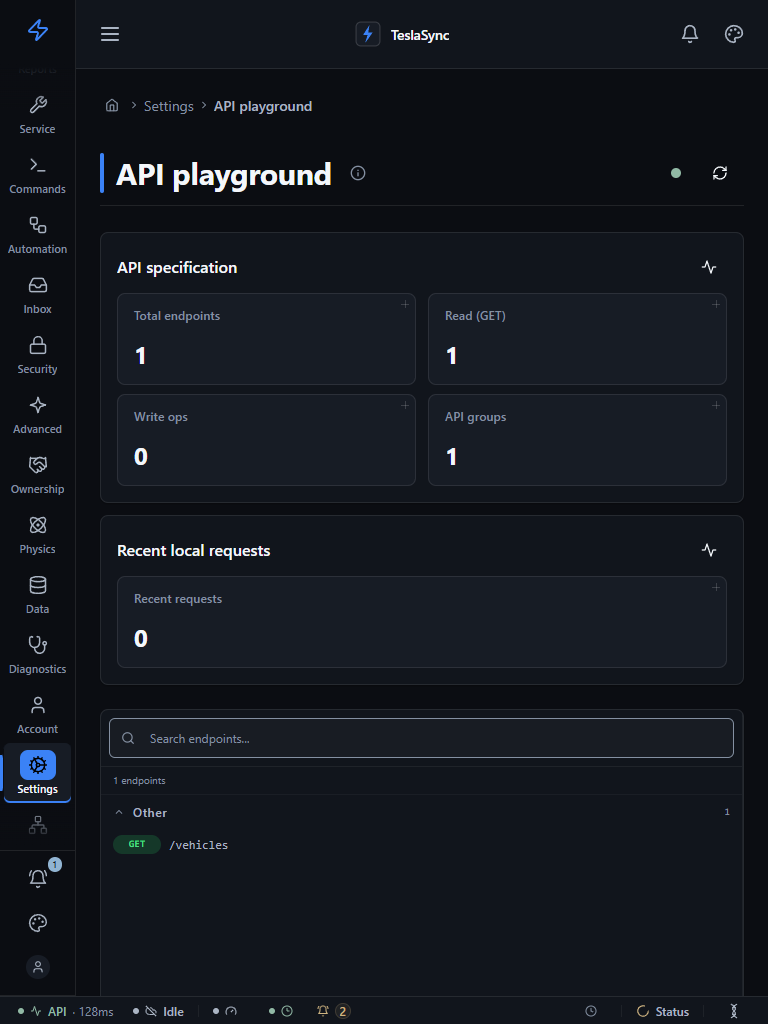 TeslaSync
Settings
API playground
Service
Commands
Automation
Inbox
Security
Advanced
Ownership
Physics
Data
Diagnostics
Account
Settings
1
API playground
API specification
Total endpoints
1
Read (GET)
1
Write ops
0
API groups
1
Recent local requests
Recent requests
0
Search endpoints...
1 endpoints
Other
1
GET /vehicles
API · 128ms
Idle
2
Status